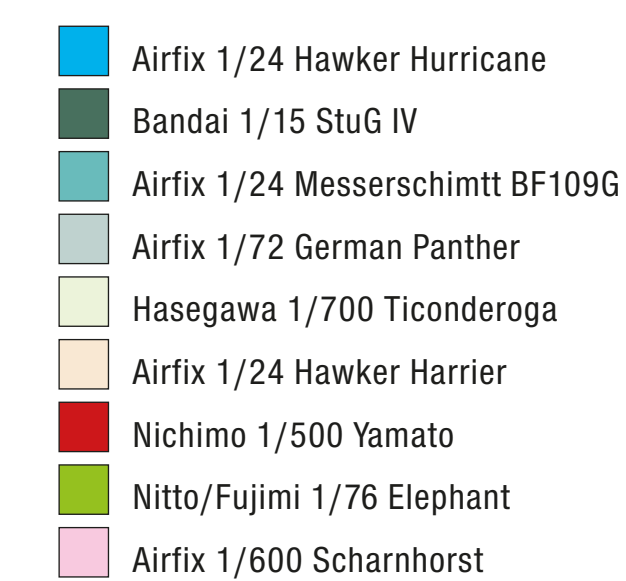 Airfix 1/24 Hawker Hurricane
Bandai 1/15 StuG IV
Airfix 1/24 Messerschimtt BF109G
Airfix 1/72 German Panther
Hasegawa 1/700 Ticonderoga
Airfix 1/24 Hawker Harrier
Nichimo 1/500 Yamato
Nitto/Fujimi 1/76 Elephant
Airfix 1/600 Scharnhorst